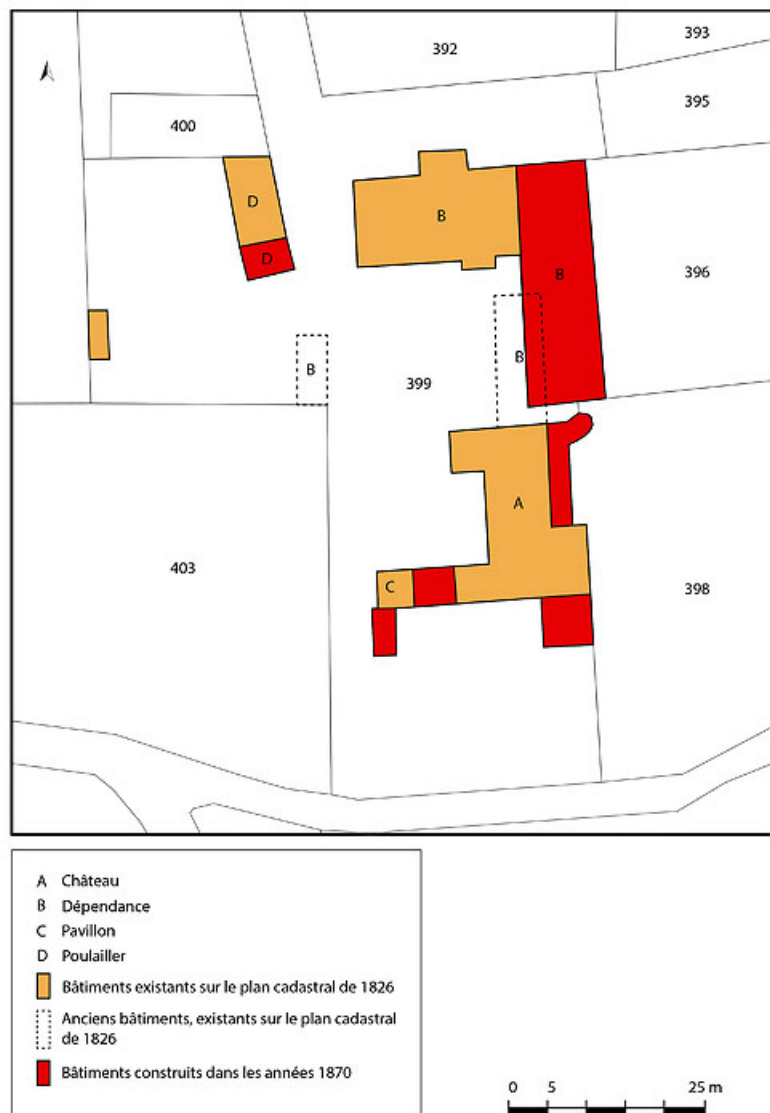 393
392
395
400
D
B
D
B
396
B
B
399
A
403
C
398
A Château
B Dépendance
C Pavillon
D Poulailler
Bâtiments existants sur le plan cadastral de 1826
Anciens bâtiments, existants sur le plan cadastral
de 1826
Bâtiments construits dans les années 1870
0 5 25 m